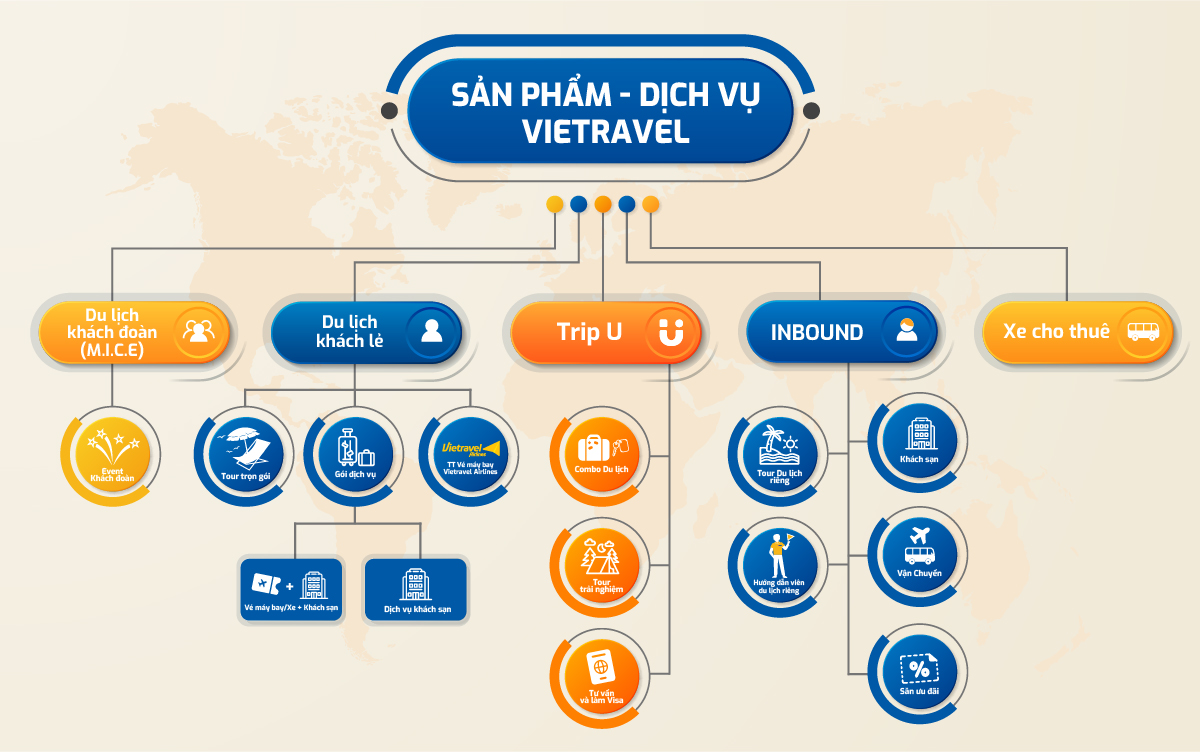 SẢN PHẨM - DỊCH VỤ
VIETRAVEL
Du lịch
khách đoàn
(M.I.C.E)
Du lịch
khách lẻ
Trip U
INBOUND
Xe cho thuê
Event
Khách đoàn
Tour trọn gói
Gói dịch vụ
Vietravel
Airlines
TT Vé máy bay
Vietravel Airlines
Vé máy bay/Xe + Khách sạn
+
Dịch vụ khách sạn
Combo Du lịch
Tour
trải nghiệm
Tư vấn
và làm Visa
Tour Du lịch
riêng
Hướng dẫn viên
du lịch riêng
Khách sạn
Vận Chuyển
%
Săn ưu đãi